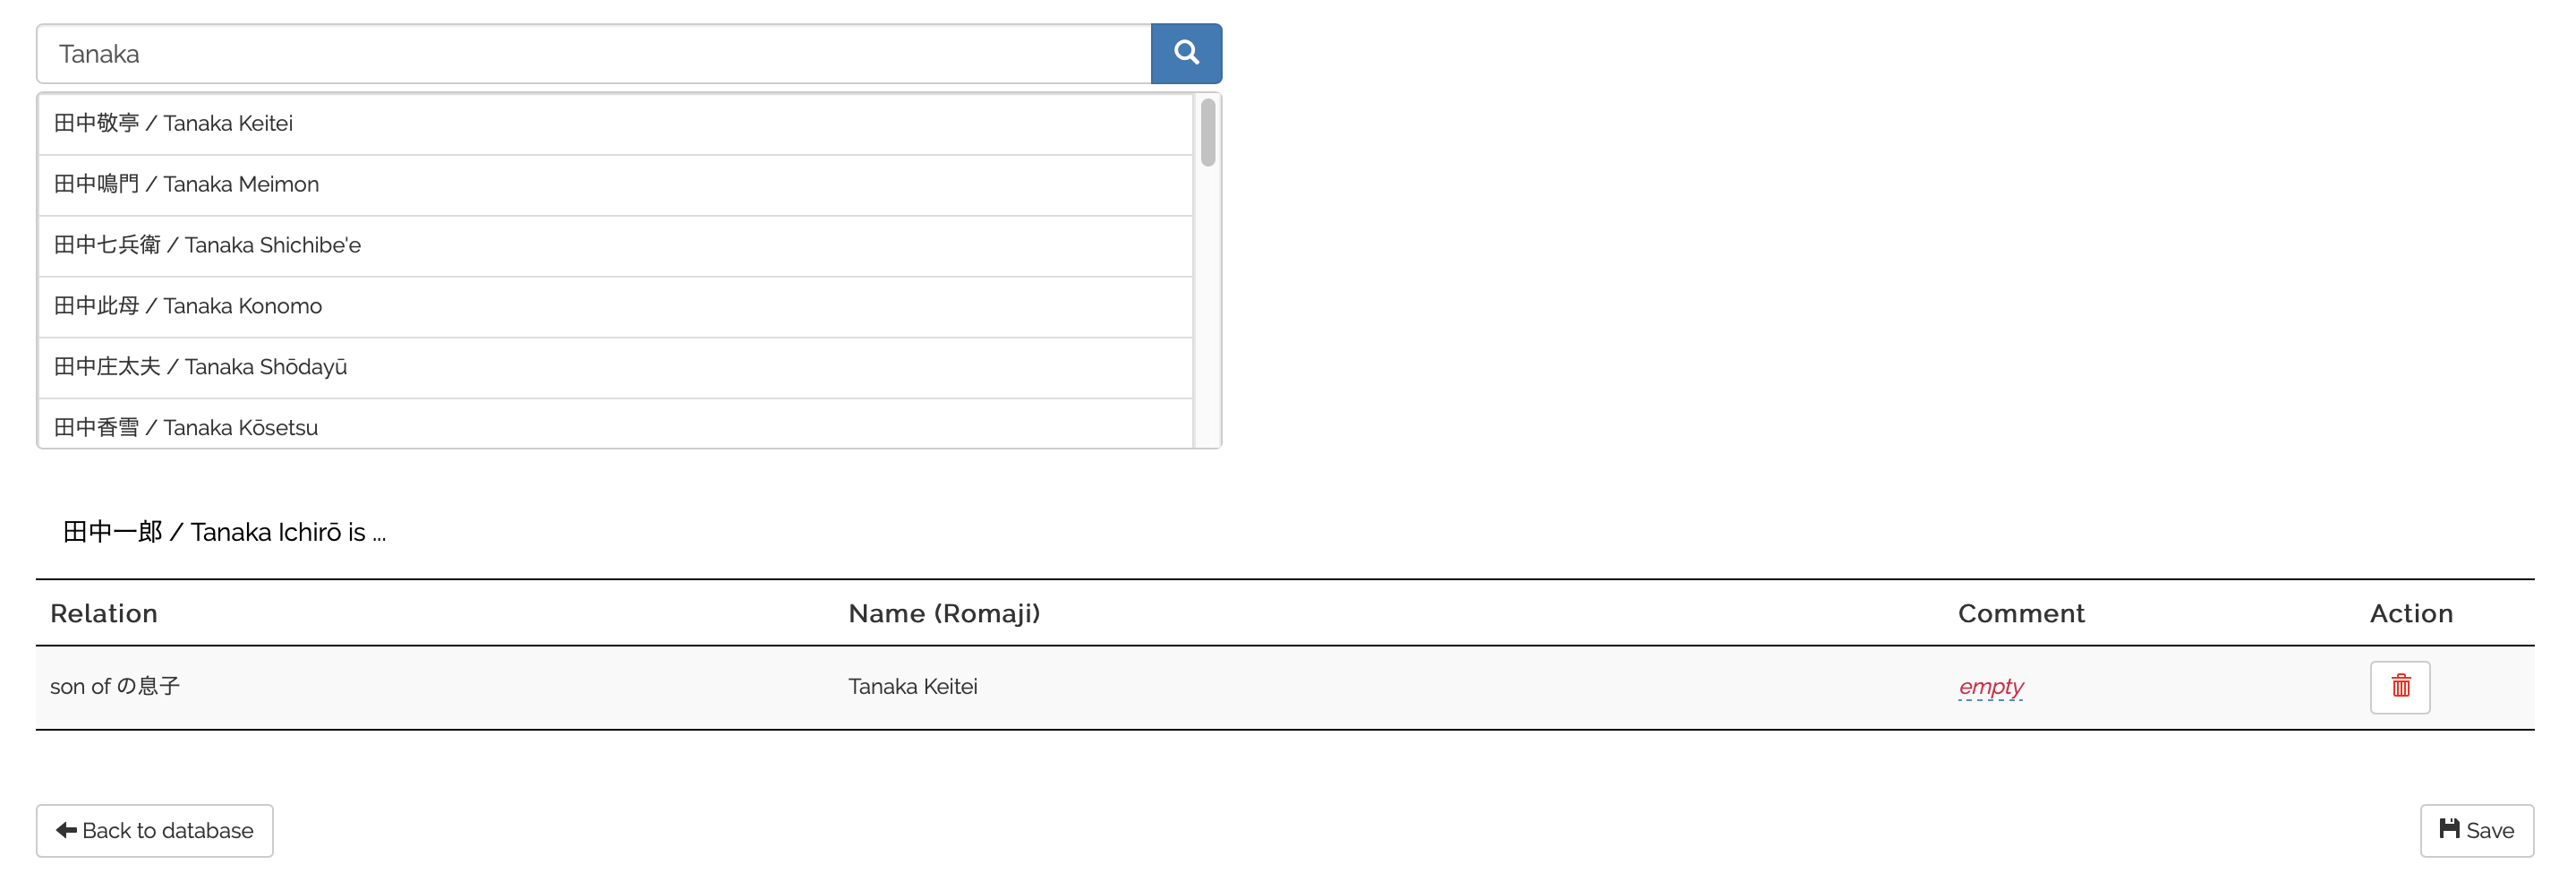 Tanaka
田中敬亭 / Tanaka Keitei
田中鳴門 / Tanaka Meimon
田中七兵衛 / Tanaka Shichibe'e
田中此母 / Tanaka Konomo
田中庄太夫 / Tanaka Shōdayū
田中香雪 / Tanaka Kōsetsu
田中一郎 / Tanaka Ichirō is ...
Relation Name (Romaji) Comment Action
son of の息子 Tanaka Keitei empty
Back to database Save